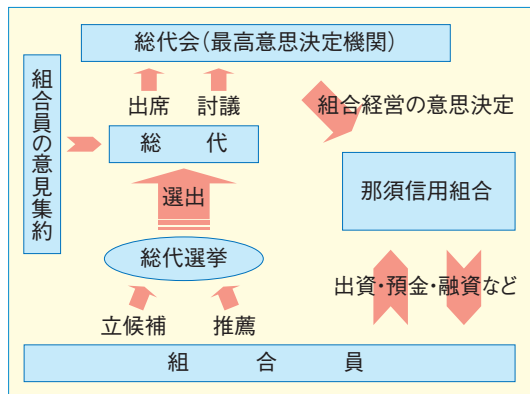 総代会(最高意思決定機関)
出席 討議
組合経営の意思決定
組合員の意見集約
総 代
選出
那須信用組合
総代選挙
出資・預金・融資など
立候補 推薦
組 合 員